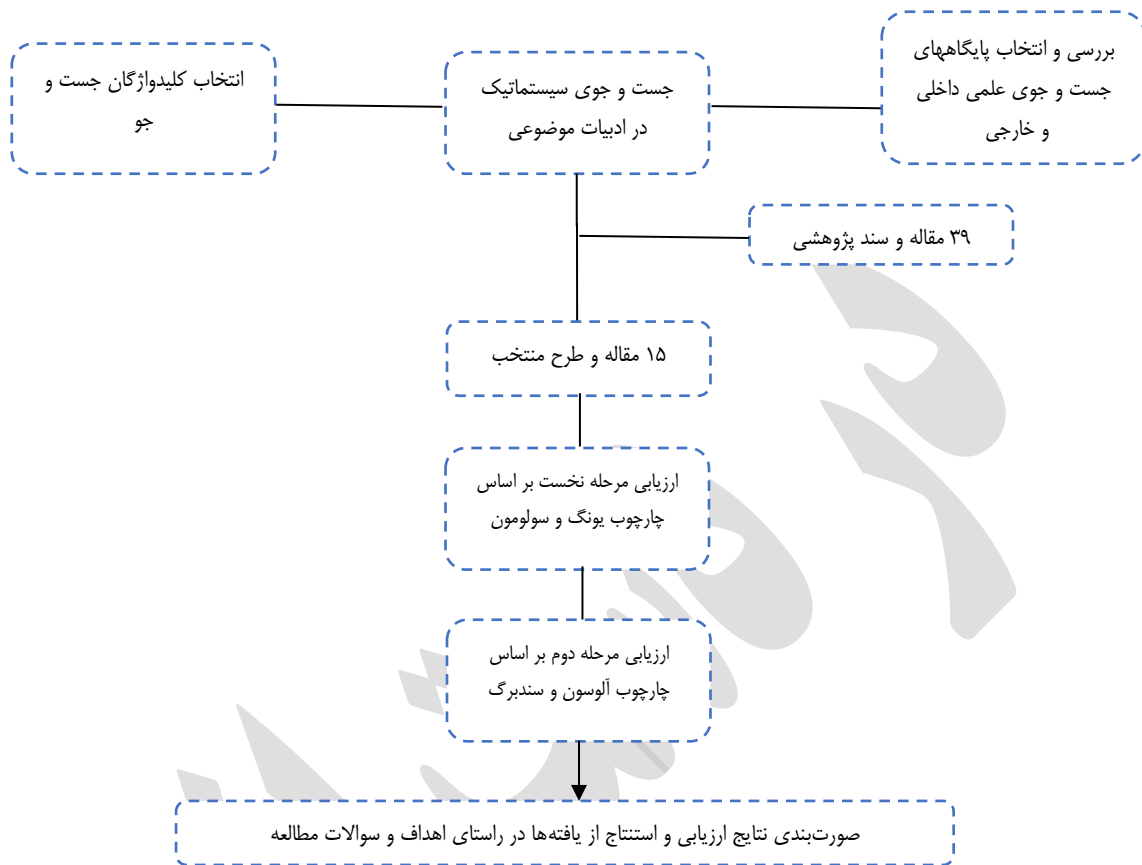 بررسی و انتخاب پایگاههای
جست و جوی علمی داخلی
و خارجی
جست و جوی سیستماتیک
در ادبیات موضوعی
انتخاب کلیدواژگان جست و
جو
۳۹ مقاله و سند پژوهشی
۱۵ مقاله و طرح منتخب
ارزیابی مرحله نخست بر اساس
چارچوب یونگ و سولومون
ارزیابی مرحله دوم بر اساس
چارچوب آلوسون و سندبرگ
صورت‌بندی نتایج ارزیابی و استنتاج از یافته‌ها در راستای اهداف و سوالات مطالعه